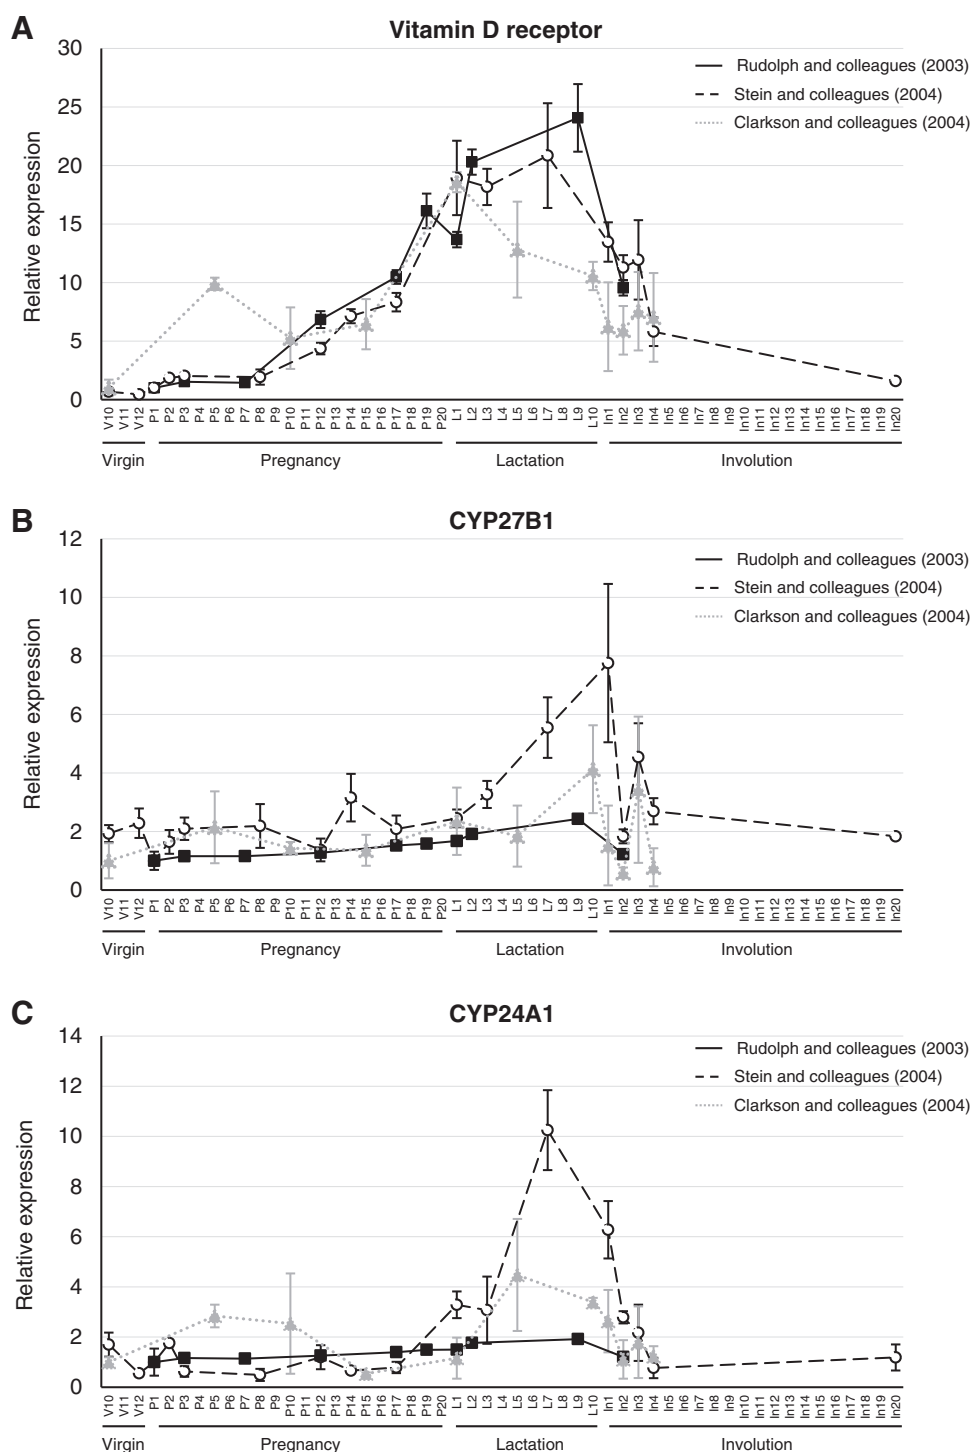 A
Vitamin D receptor
Relative expression
30
25
20
15
10
5
0
Rudolph and colleagues (2003)
Stein and colleagues (2004)
Clarkson and colleagues (2004)
V10 V11 V12 P1 P2 P3 P4 P5 P6 P7 P8 P9 P10 P11 P12 P13 P14 P15 P16 P17 P18 P19 P20 L1 L2 L3 L4 L5 L6 L7 L8 L9 L10 In1 In2 In3 In4 In5 In6 In7 In8 In9 In10 In11 In12 In13 In14 In15 In16 In17 In18 In19 In20
Virgin Pregnancy Lactation Involution
B
CYP27B1
Relative expression
12
10
8
6
4
2
0
Rudolph and colleagues (2003)
Stein and colleagues (2004)
Clarkson and colleagues (2004)
V10 V11 V12 P1 P2 P3 P4 P5 P6 P7 P8 P9 P10 P11 P12 P13 P14 P15 P16 P17 P18 P19 P20 L1 L2 L3 L4 L5 L6 L7 L8 L9 L10 In1 In2 In3 In4 In5 In6 In7 In8 In9 In10 In11 In12 In13 In14 In15 In16 In17 In18 In19 In20
Virgin Pregnancy Lactation Involution
C
CYP24A1
Relative expression
14
12
10
8
6
4
2
0
Rudolph and colleagues (2003)
Stein and colleagues (2004)
Clarkson and colleagues (2004)
V10 V11 V12 P1 P2 P3 P4 P5 P6 P7 P8 P9 P10 P11 P12 P13 P14 P15 P16 P17 P18 P19 P20 L1 L2 L3 L4 L5 L6 L7 L8 L9 L10 In1 In2 In3 In4 In5 In6 In7 In8 In9 In10 In11 In12 In13 In14 In15 In16 In17 In18 In19 In20
Virgin Pregnancy Lactation Involution